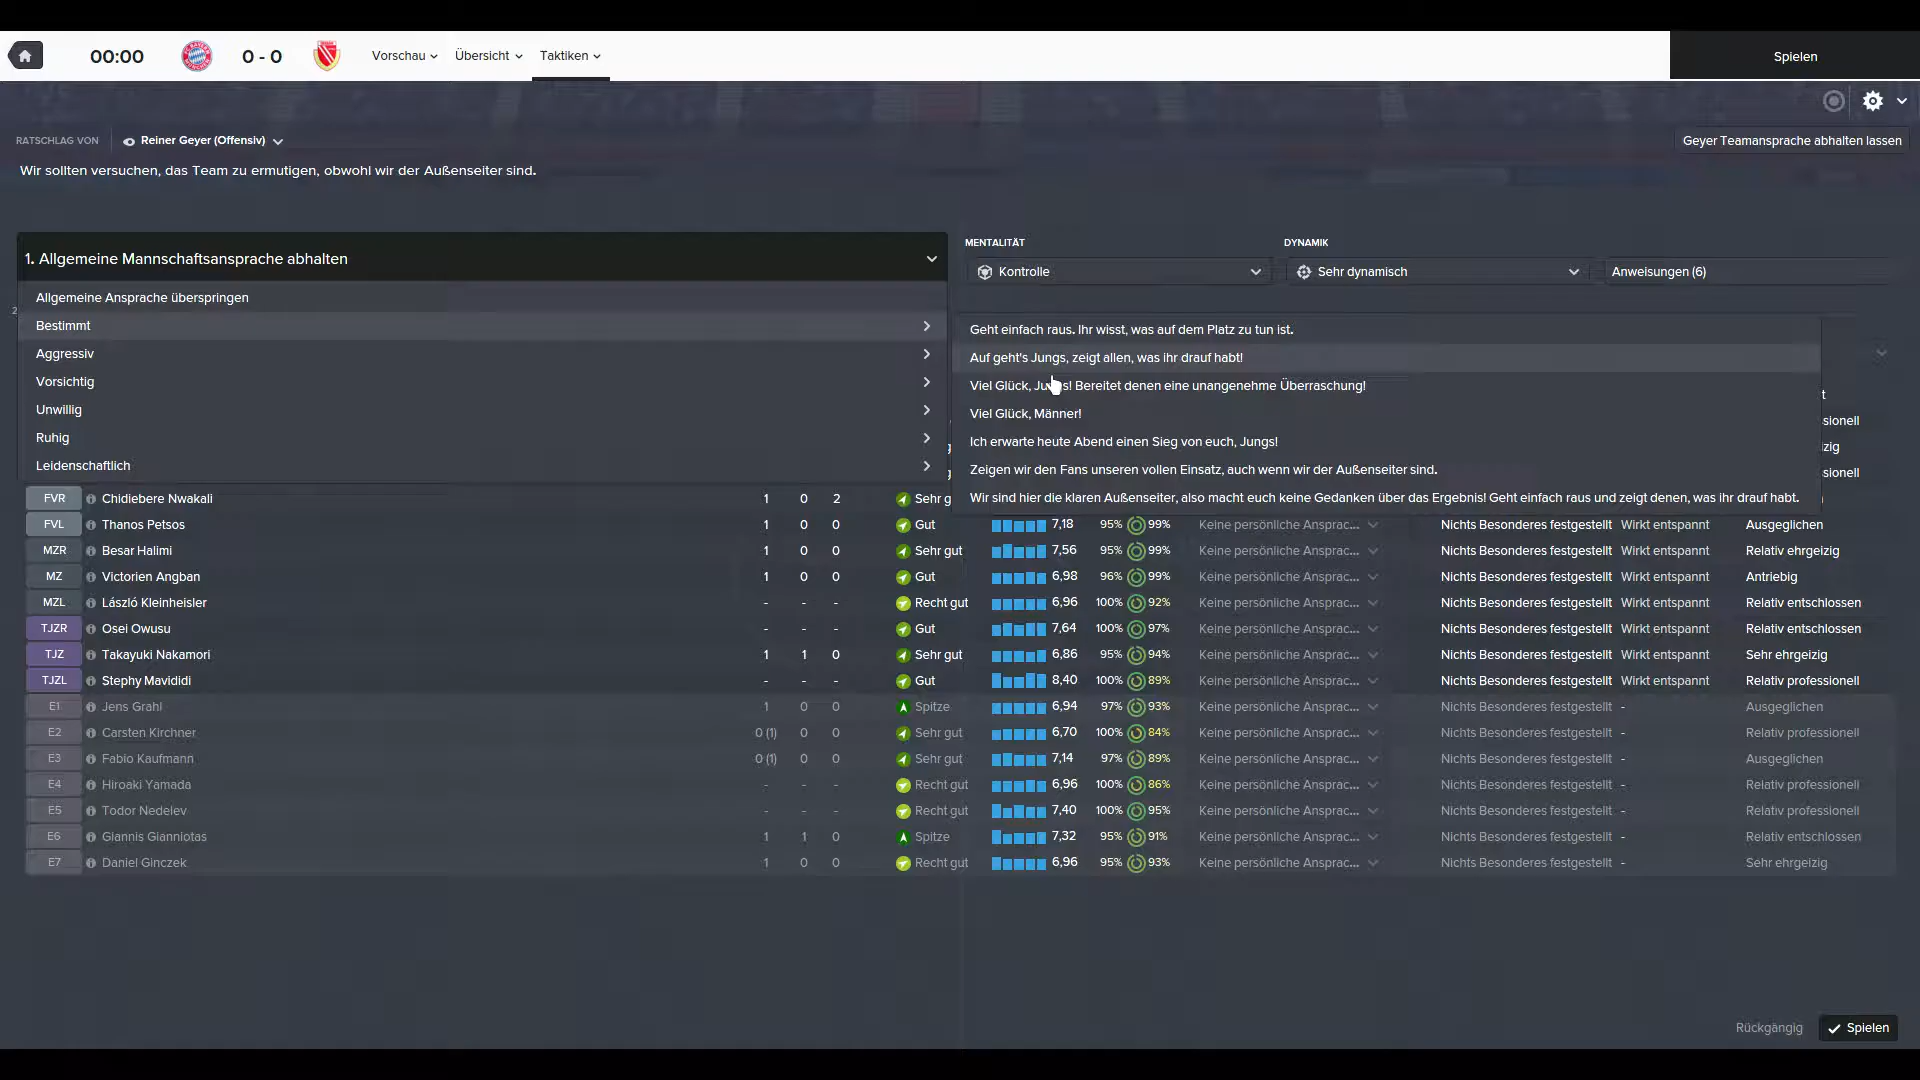 00:00
0 - 0
Vorschau
Übersicht
Taktiken
Spielen
RATSCHLAG VON
Reiner Geyer (Offensiv)
Geyer Teamansprache abhalten lassen
Wir sollten versuchen, das Team zu ermutigen, obwohl wir der Außenseiter sind.
1. Allgemeine Mannschaftsansprache abhalten
MENTALITÄT
DYNAMIK
Kontrolle
Sehr dynamisch
Anweisungen (6)
Allgemeine Ansprache überspringen
Bestimmt
Aggressiv
Vorsichtig
Unwillig
Ruhig
Leidenschaftlich
Geht einfach raus. Ihr wisst, was auf dem Platz zu tun ist.
Auf geht's Jungs, zeigt allen, was ihr drauf habt!
Viel Glück, Jungs! Bereitet denen eine unangenehme Überraschung!
Viel Glück, Männer!
Ich erwarte heute Abend einen Sieg von euch, Jungs!
Zeigen wir den Fans unseren vollen Einsatz, auch wenn wir der Außenseiter sind.
Wir sind hier die klaren Außenseiter, also macht euch keine Gedanken über das Ergebnis! Geht einfach raus und zeigt denen, was ihr drauf habt.
FVR Chidiebere Nwakali 1 0 2 Sehr g
FVL Thanos Petsos 1 0 0 Gut 7,18 95% 99% Keine persönliche Ansprac... Nichts Besonderes festgestellt Wirkt entspannt Ausgeglichen
MZR Besar Halimi 1 0 0 Sehr gut 7,56 95% 99% Keine persönliche Ansprac... Nichts Besonderes festgestellt Wirkt entspannt Relativ ehrgeizig
MZ Victorien Angban 1 0 0 Gut 6,98 96% 99% Keine persönliche Ansprac... Nichts Besonderes festgestellt Wirkt entspannt Antriebig
MZL László Kleinheisler - - - Recht gut 6,96 100% 92% Keine persönliche Ansprac... Nichts Besonderes festgestellt Wirkt entspannt Relativ entschlossen
TJZR Osei Owusu - - - Gut 7,64 100% 97% Keine persönliche Ansprac... Nichts Besonderes festgestellt Wirkt entspannt Relativ entschlossen
TJZ Takayuki Nakamori 1 1 0 Sehr gut 6,86 95% 94% Keine persönliche Ansprac... Nichts Besonderes festgestellt Wirkt entspannt Sehr ehrgeizig
TJZL Stephy Mavididi - - - Gut 8,40 100% 89% Keine persönliche Ansprac... Nichts Besonderes festgestellt Wirkt entspannt Relativ professionell
E1 Jens Grahl 1 0 0 Spitze 6,94 97% 93% Keine persönliche Ansprac... Nichts Besonderes festgestellt - Ausgeglichen
E2 Carsten Kirchner 0 (1) 0 0 Sehr gut 6,70 100% 84% Keine persönliche Ansprac... Nichts Besonderes festgestellt - Relativ professionell
E3 Fabio Kaufmann 0 (1) 0 0 Sehr gut 7,14 97% 89% Keine persönliche Ansprac... Nichts Besonderes festgestellt - Ausgeglichen
E4 Hiroaki Yamada - - - Recht gut 6,96 100% 86% Keine persönliche Ansprac... Nichts Besonderes festgestellt - Relativ professionell
E5 Todor Nedelev - - - Recht gut 7,40 100% 95% Keine persönliche Ansprac... Nichts Besonderes festgestellt - Relativ professionell
E6 Giannis Gianniotas 1 1 0 Spitze 7,32 95% 91% Keine persönliche Ansprac... Nichts Besonderes festgestellt - Relativ entschlossen
E7 Daniel Ginczek 1 0 0 Recht gut 6,96 95% 93% Keine persönliche Ansprac... Nichts Besonderes festgestellt - Sehr ehrgeizig
Rückgängig
Spielen